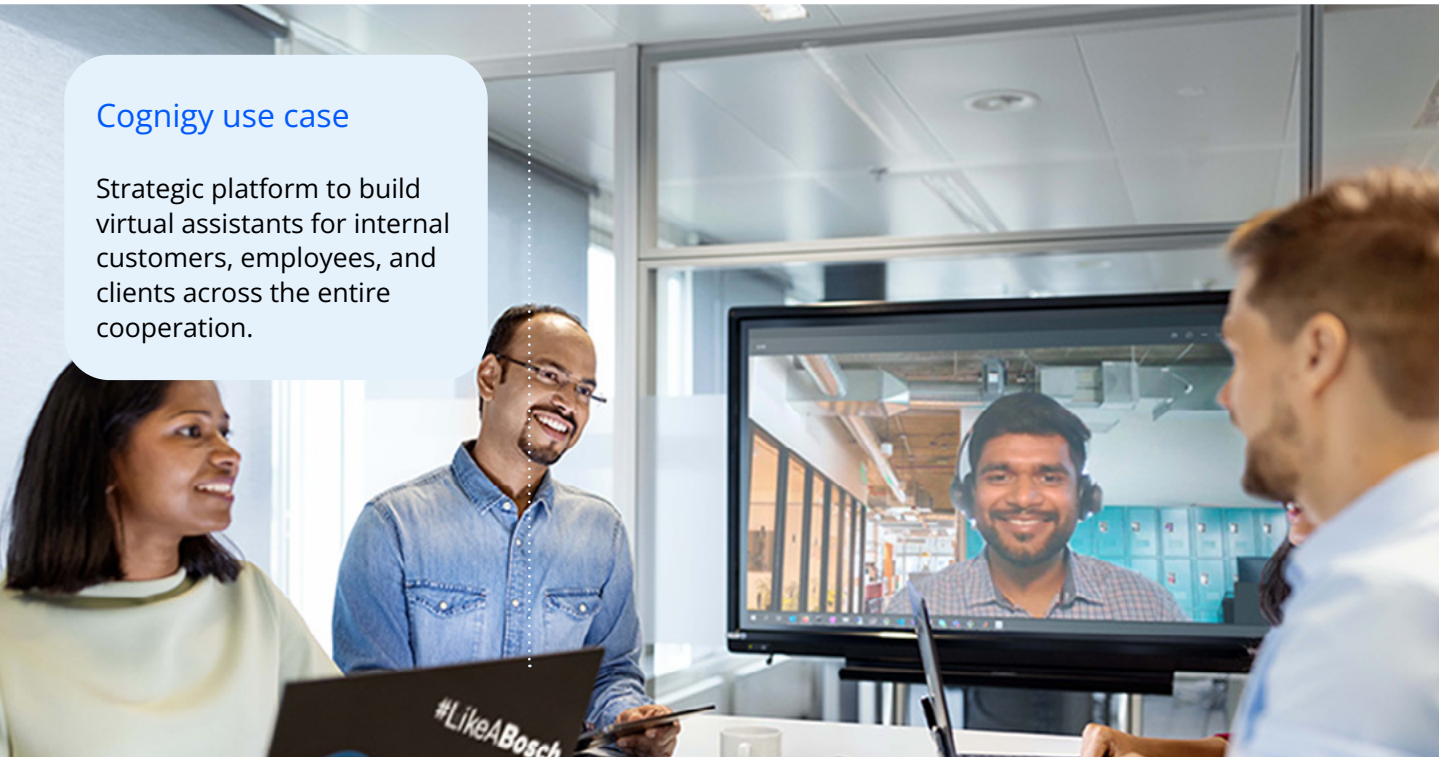 Cognigy use case
Strategic platform to build
virtual assistants for internal
customers, employees, and
clients across the entire
cooperation.
#LikeABosch